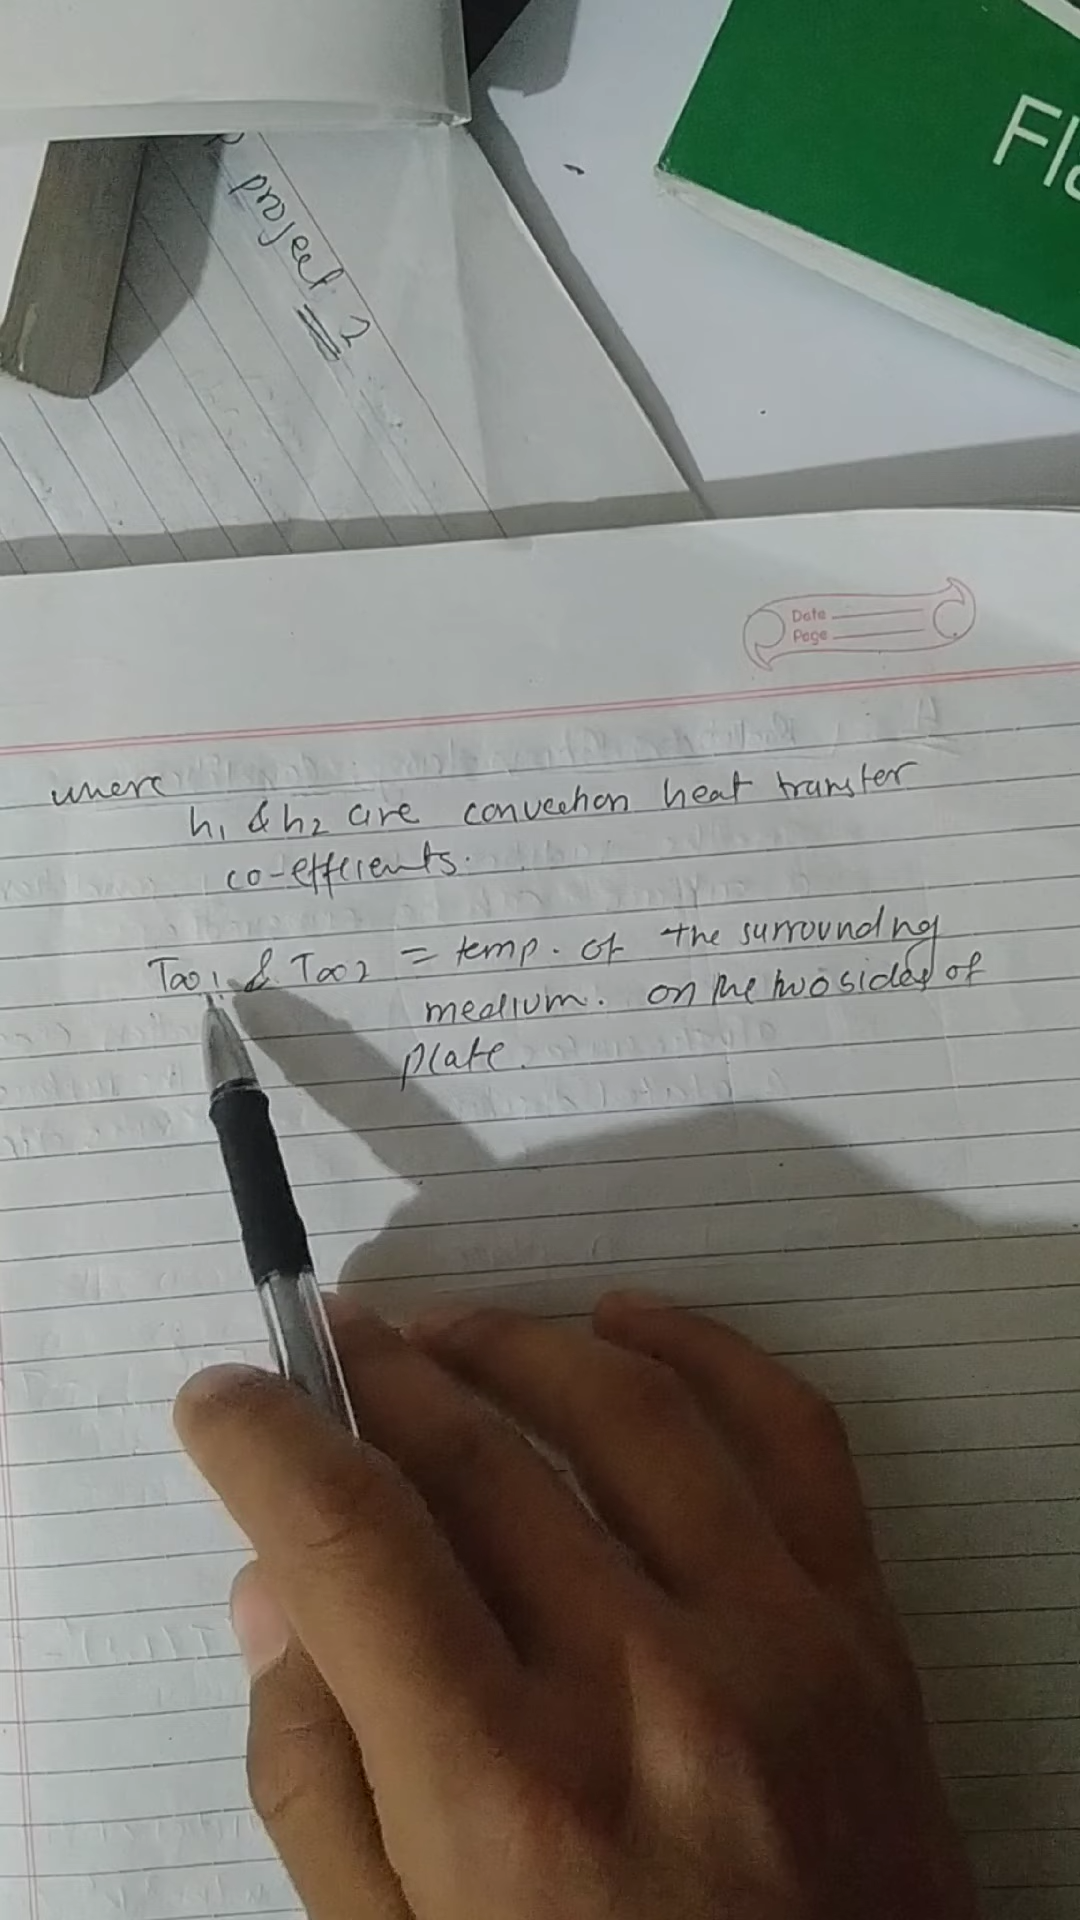 project 2
Date
Page
where
h₁ & h₂ are convection heat transfer
co-efficients.
T∞₁ & T∞₂ = temp. of the surrounding
medium. on the two sides of
plate.